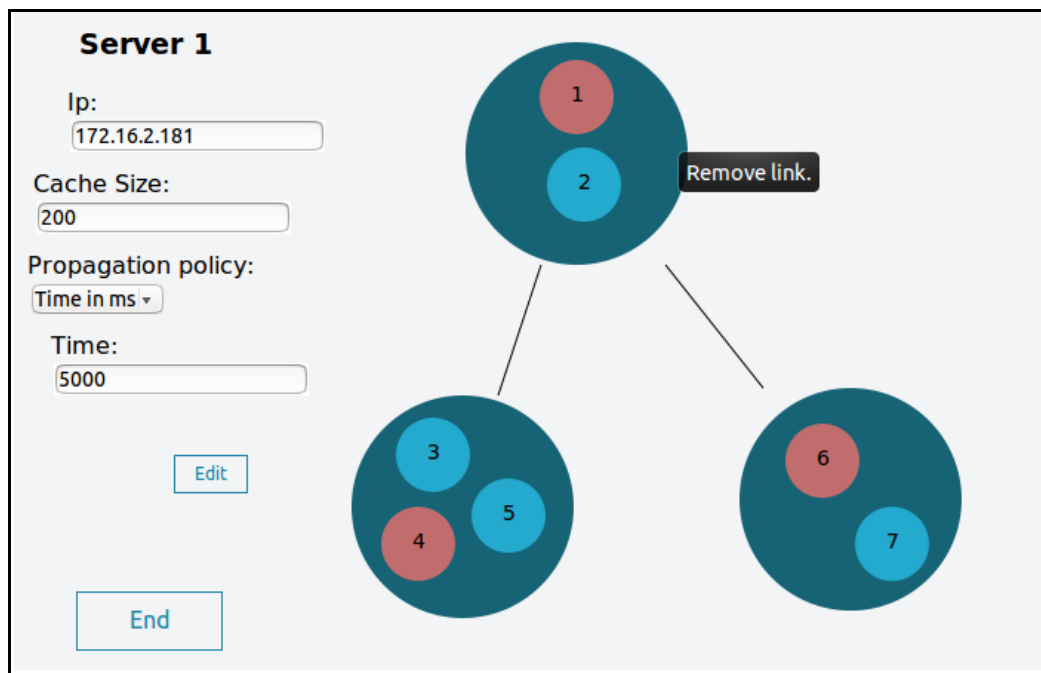 Server 1
Ip:
172.16.2.181
Cache Size:
200
Propagation policy:
Time in ms
Time:
5000
Edit
End
1
2
Remove link.
3
4
5
6
7